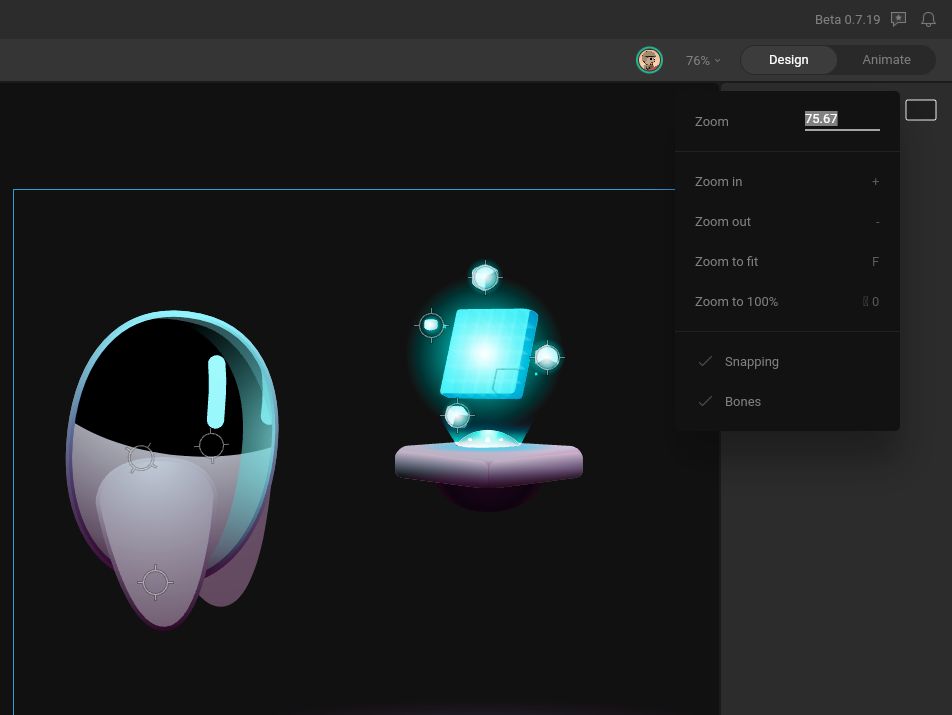 Beta 0.7.19
76%
Design
Animate
Zoom
75.67
Zoom in
+
Zoom out
-
Zoom to fit
F
Zoom to 100%
0
Snapping
Bones